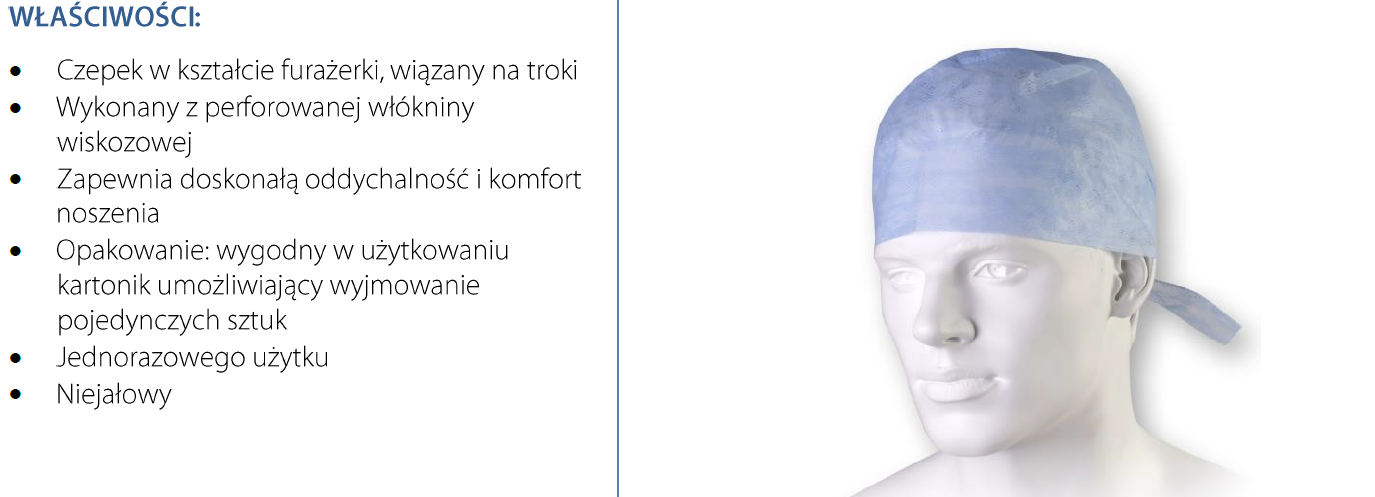 WŁAŚCIWOŚCI:
• Czepek w kształcie furażerki, wiązany na troki
• Wykonany z perforowanej włókniny
wiskozowej
• Zapewnia doskonałą oddychalność i komfort
noszenia
• Opakowanie: wygodny w użytkowaniu
kartonik umożliwiający wyjmowanie
pojedynczych sztuk
• Jednorazowego użytku
• Niejałowy